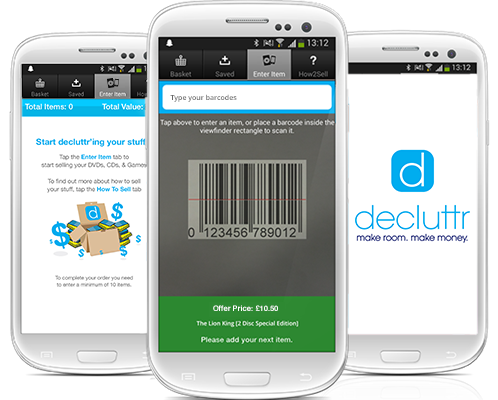 13:12
Basket
Saved
Enter Item
Total Items: 0 Total Value:
Start decluttr'ing your stuff
Tap the Enter Item tab to
start selling your DVDs, CDs, & Games
To find out more about how to sell
your stuff, tap the How To Sell tab
d
To complete your order you need
to enter a minimum of 10 items.
13:12
Basket
Saved
Enter Item
?
How2Sell
Type your barcodes
Tap above to enter an item, or place a barcode inside the
viewfinder rectangle to scan it.
0 123456 789012
Offer Price: £10.50
The Lion King [2 Disc Special Edition]
Please add your next item.
13:12
d
decluttr
make room. make money.